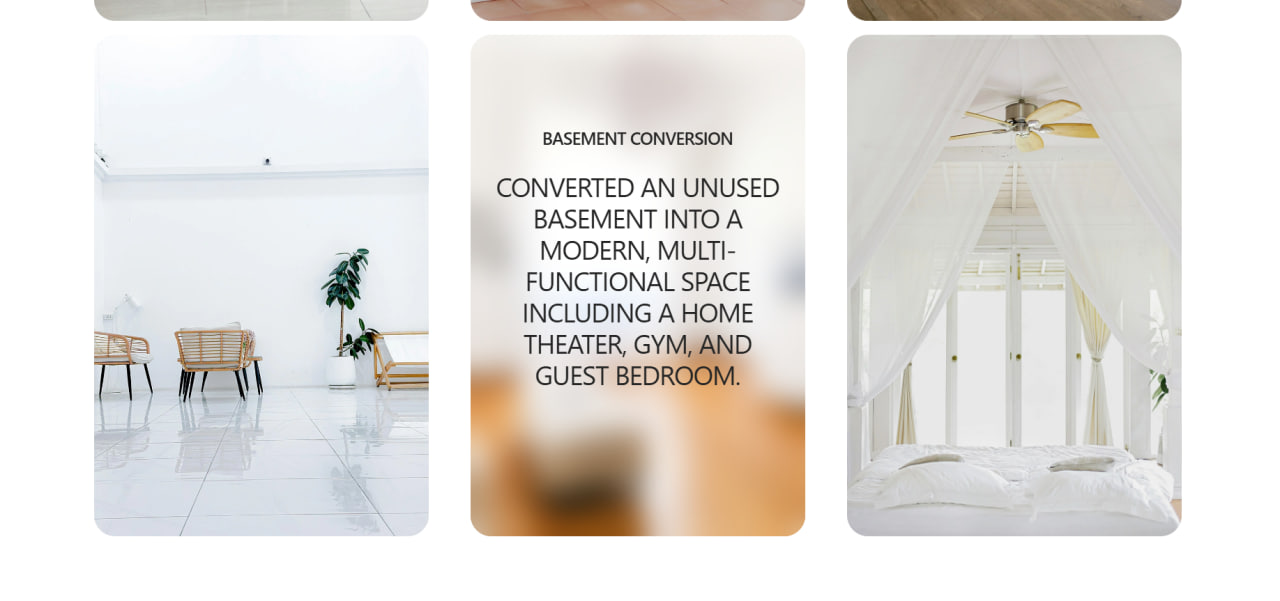 BASEMENT CONVERSION
CONVERTED AN UNUSED
BASEMENT INTO A
MODERN, MULTI-
FUNCTIONAL SPACE
INCLUDING A HOME
THEATER, GYM, AND
GUEST BEDROOM.